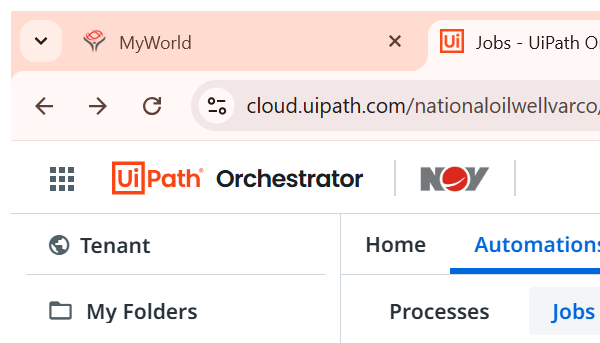 MyWorld
Jobs - UiPath O
cloud.uipath.com/nationaloilwellvarco/
UiPath® Orchestrator NOV
Tenant
Home Automations
My Folders
Processes Jobs